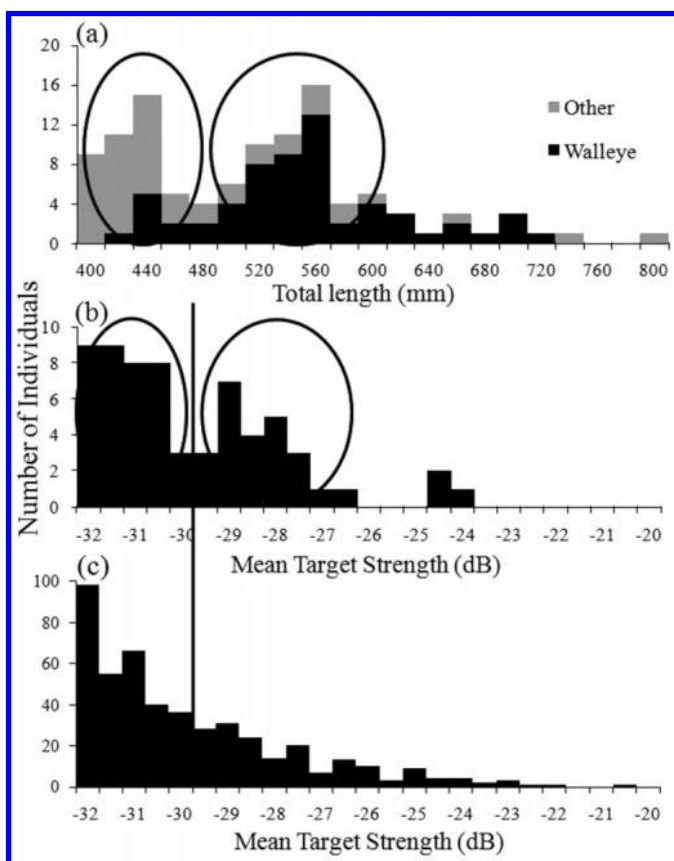 (a)
20
16
12
8
4
0
Other
Walleye
400 440 480 520 560 600 640 680 720 760 800
Total length (mm)
Number of Individuals
(b)
10
8
6
4
2
0
-32 -31 -30 -29 -28 -27 -26 -24 -23 -22 -21 -20
Mean Target Strength (dB)
(c)
100
80
60
40
20
0
-32 -31 -30 -29 -28 -27 -26 -25 -24 -23 -22 -21 -20
Mean Target Strength (dB)